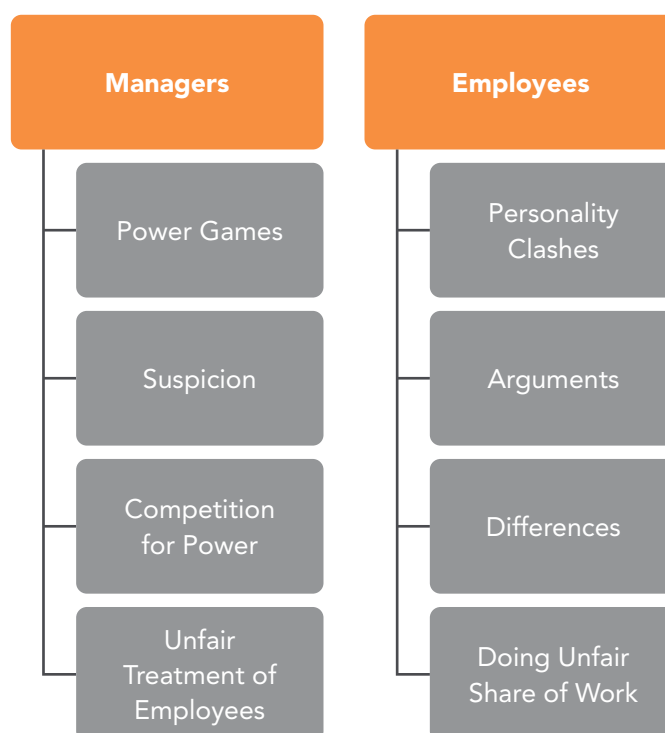 Managers
Power Games
Suspicion
Competition
for Power
Unfair
Treatment of
Employees
Employees
Personality
Clashes
Arguments
Differences
Doing Unfair
Share of Work